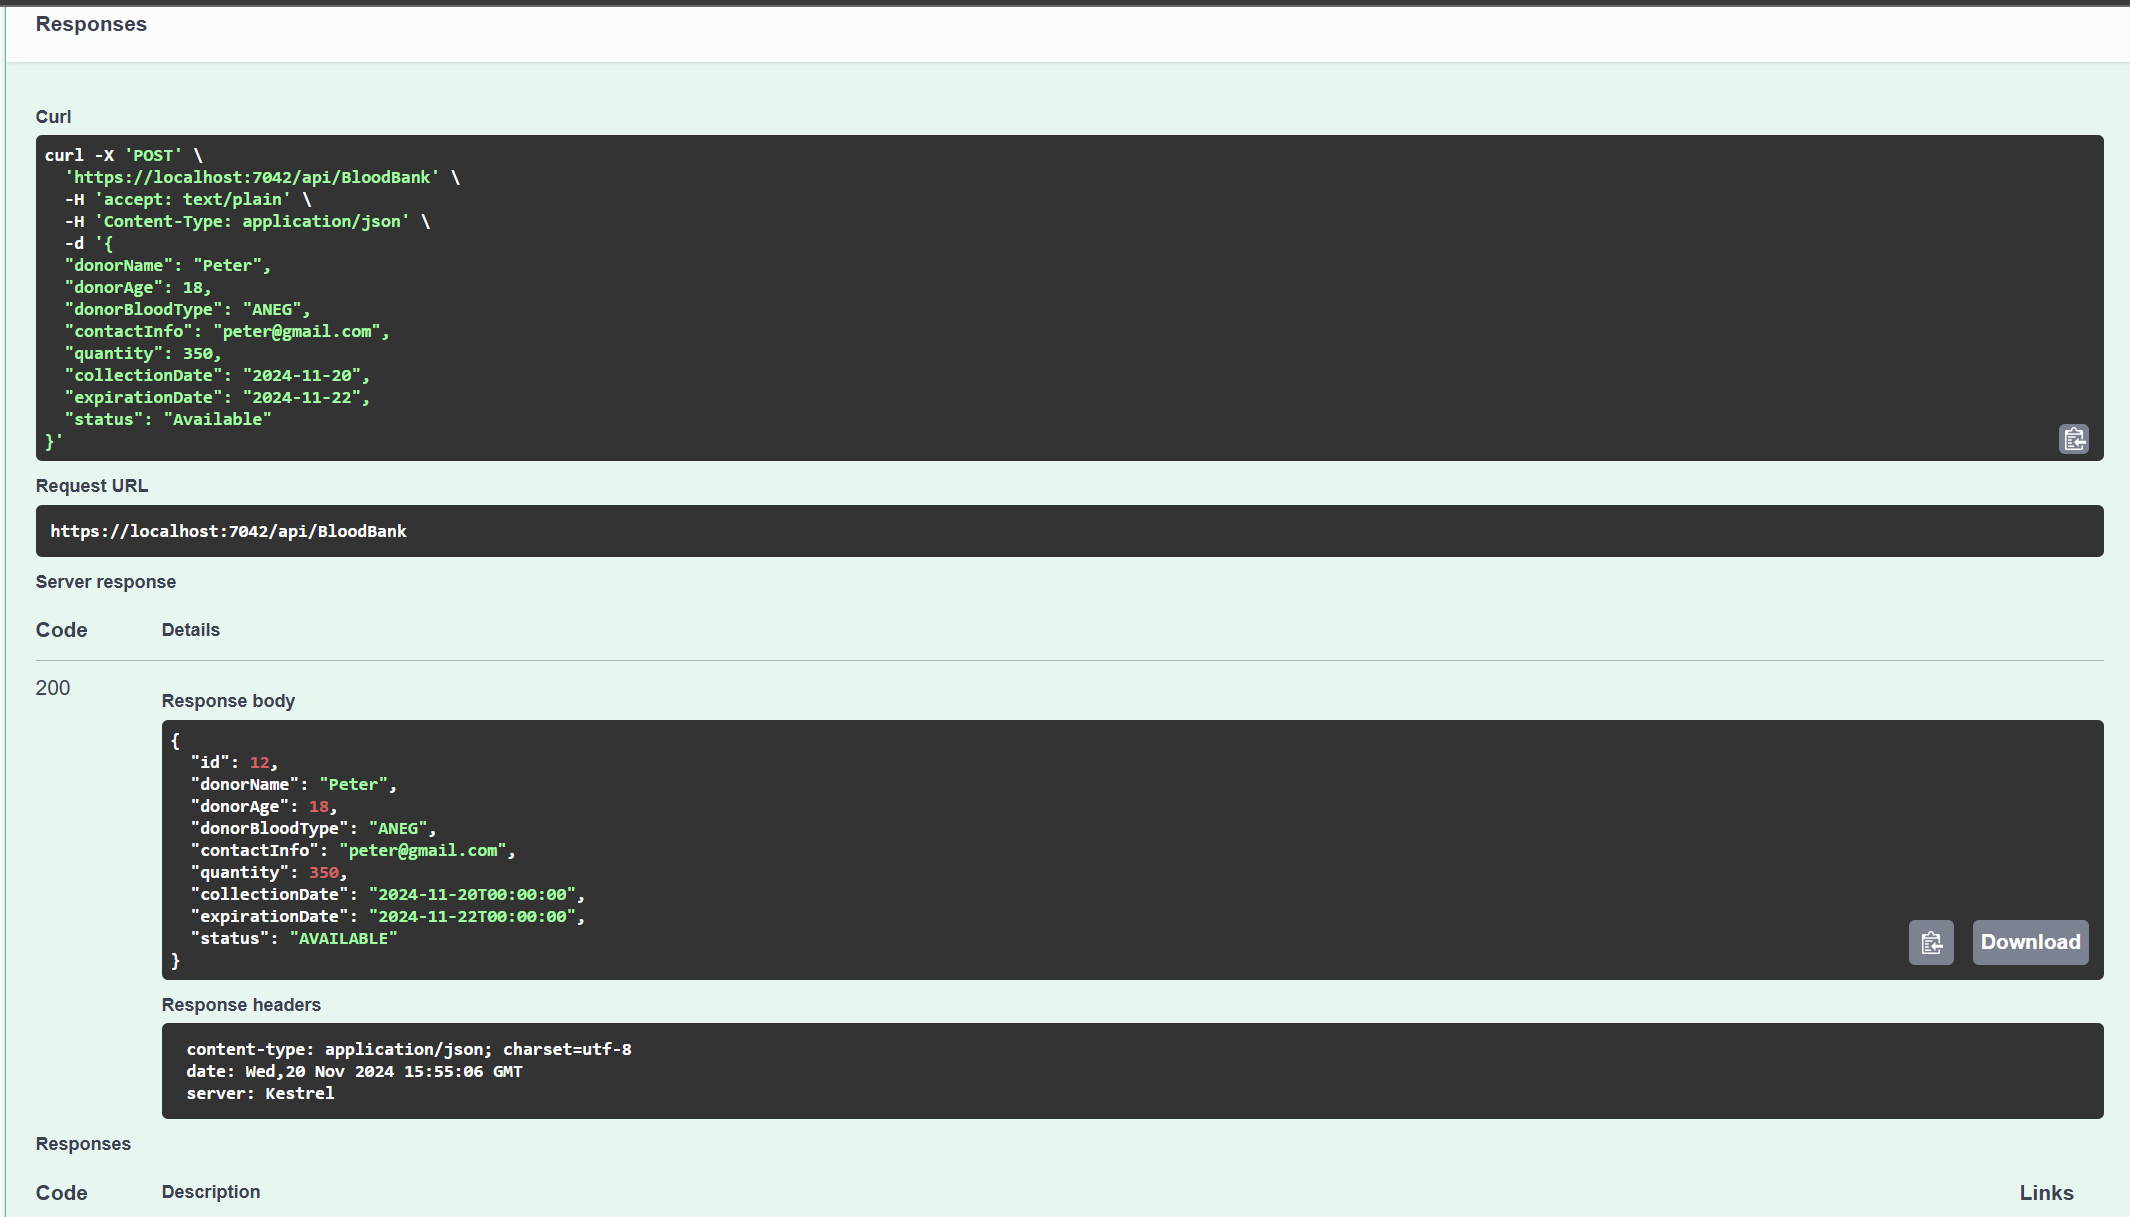 Responses
Curl
curl -X 'POST' \
  'https://localhost:7042/api/BloodBank' \
  -H 'accept: text/plain' \
  -H 'Content-Type: application/json' \
  -d '{
  "donorName": "Peter",
  "donorAge": 18,
  "donorBloodType": "ANEG",
  "contactInfo": "peter@gmail.com",
  "quantity": 350,
  "collectionDate": "2024-11-20",
  "expirationDate": "2024-11-22",
  "status": "Available"
}'
Request URL
https://localhost:7042/api/BloodBank
Server response
Code Details
200
Response body
{
  "id": 12,
  "donorName": "Peter",
  "donorAge": 18,
  "donorBloodType": "ANEG",
  "contactInfo": "peter@gmail.com",
  "quantity": 350,
  "collectionDate": "2024-11-20T00:00:00",
  "expirationDate": "2024-11-22T00:00:00",
  "status": "AVAILABLE"
}
Download
Response headers
content-type: application/json; charset=utf-8
date: Wed,20 Nov 2024 15:55:06 GMT
server: Kestrel
Responses
Code Description Links